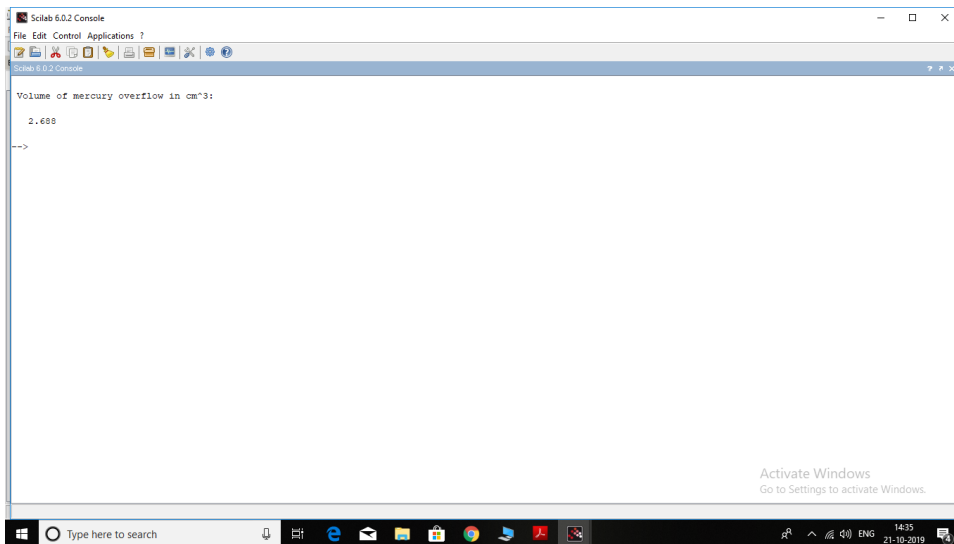 Scilab 6.0.2 Console
File Edit Control Applications ?
Scilab 6.0.2 Console
Volume of mercury overflow in cm^3:
2.688
-->
Activate Windows
Go to Settings to activate Windows.
Type here to search
ENG
14:35
21-10-2019
4